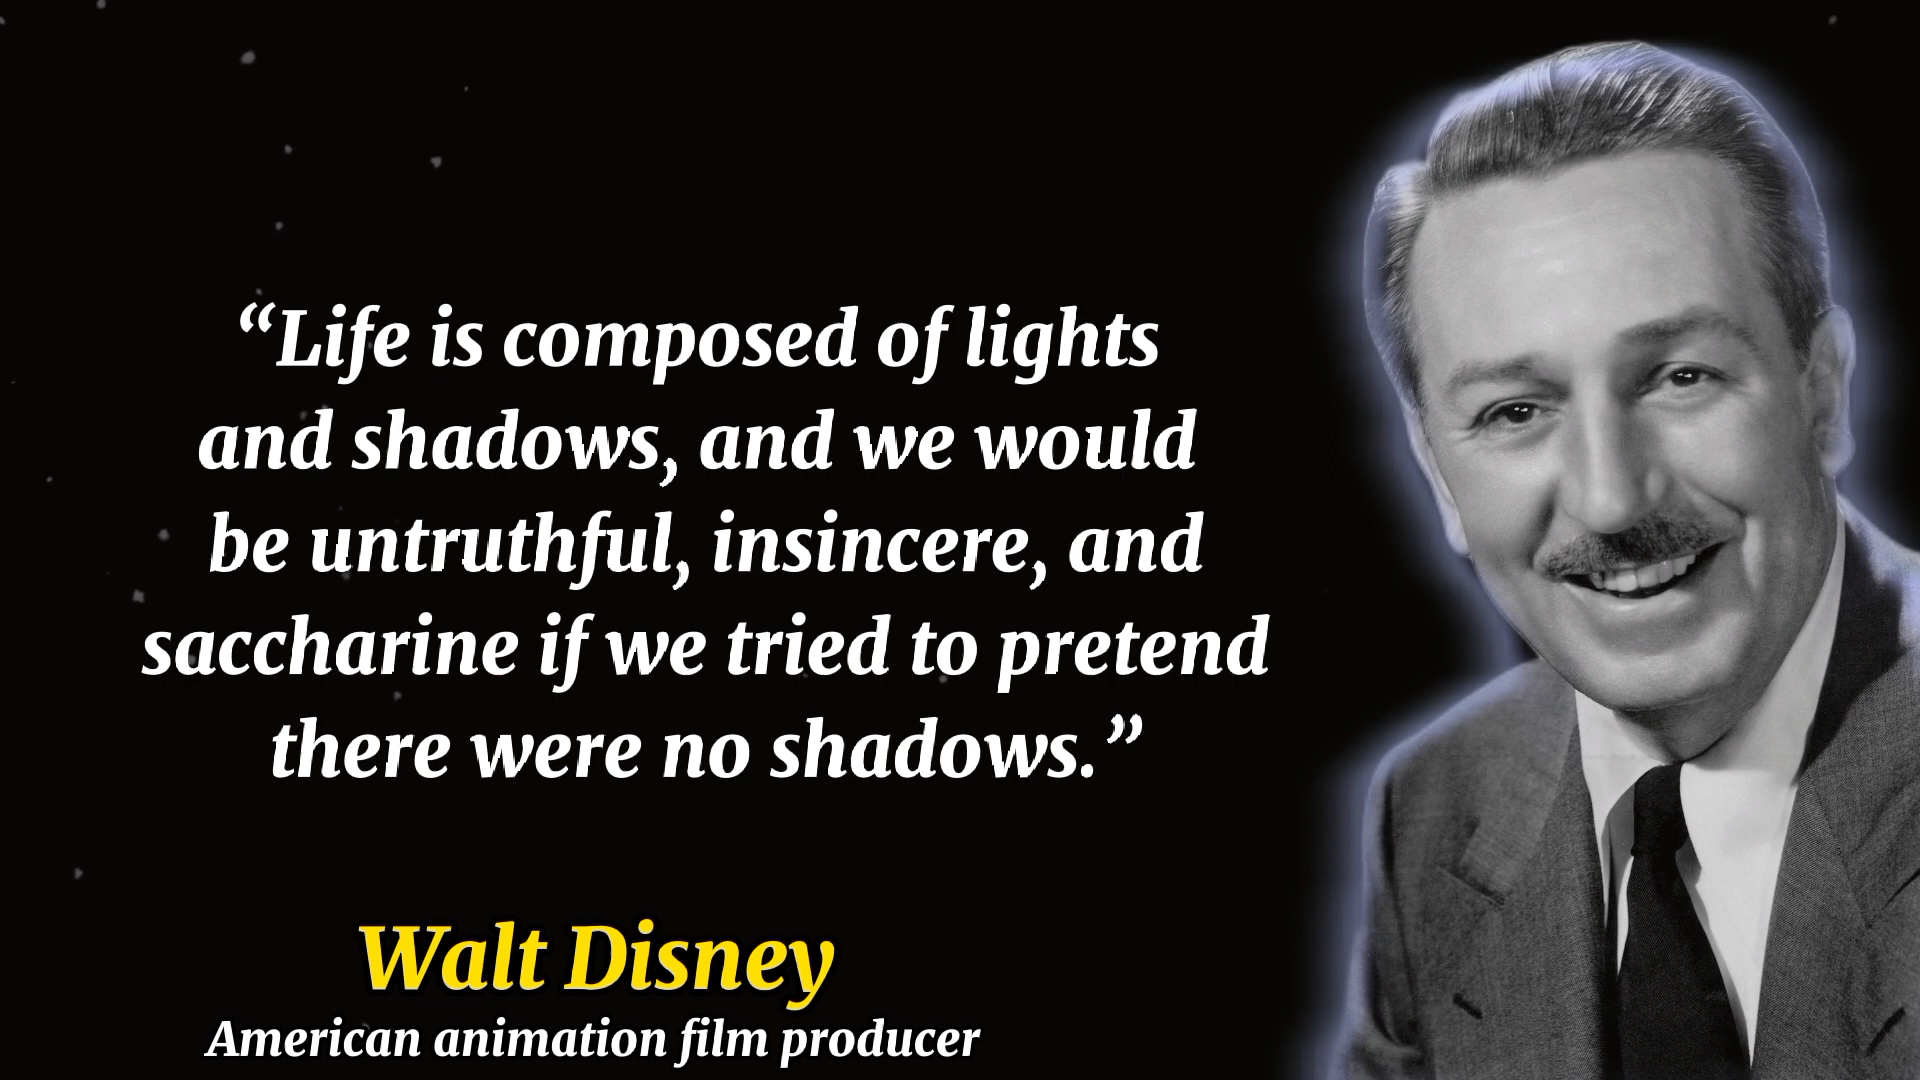 “Life is composed of lights
and shadows, and we would
be untruthful, insincere, and
saccharine if we tried to pretend
there were no shadows.”
Walt Disney
American animation film producer